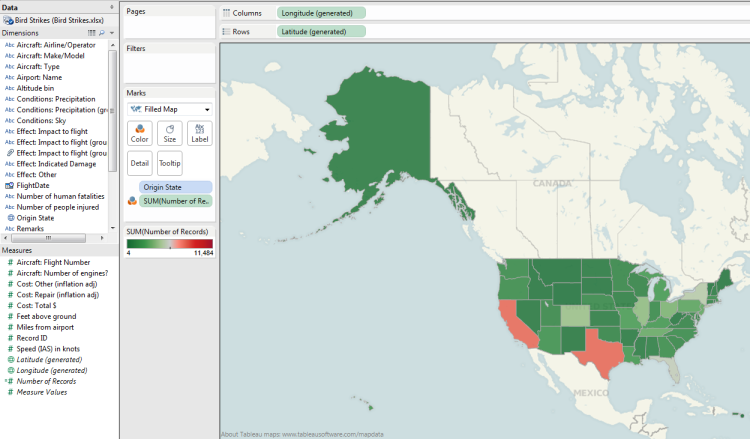 Data
Bird Strikes (Bird Strikes.xlsx)
Dimensions
Abc Aircraft: Airline/Operator
Abc Aircraft: Make/Model
Abc Aircraft: Type
Abc Airport: Name
Abc Altitude bin
Abc Conditions: Precipitation
Abc Conditions: Precipitation (gr
Abc Conditions: Sky
Abc Effect: Impact to flight
Abc Effect: Impact to flight (grou
Effect: Impact to flight (grou
Abc Effect: Indicated Damage
Abc Effect: Other
FlightDate
Abc Number of human fatalities
Abc Number of people injured
Origin State
Abc Remarks
Measures
# Aircraft: Flight Number
# Aircraft: Number of engines?
# Cost: Other (inflation adj)
# Cost: Repair (inflation adj)
# Cost: Total $
# Feet above ground
# Miles from airport
# Record ID
# Speed (IAS) in knots
Latitude (generated)
Longitude (generated)
# Number of Records
# Measure Values
Pages
Filters
Marks
Filled Map
Color
Size
Abc
123
Label
Detail
Tooltip
Origin State
SUM(Number of Re..
SUM(Number of Records)
4
11,484
Columns
Longitude (generated)
Rows
Latitude (generated)
CANADA
MEXICO
About Tableau maps: www.tableausoftware.com/mapdata